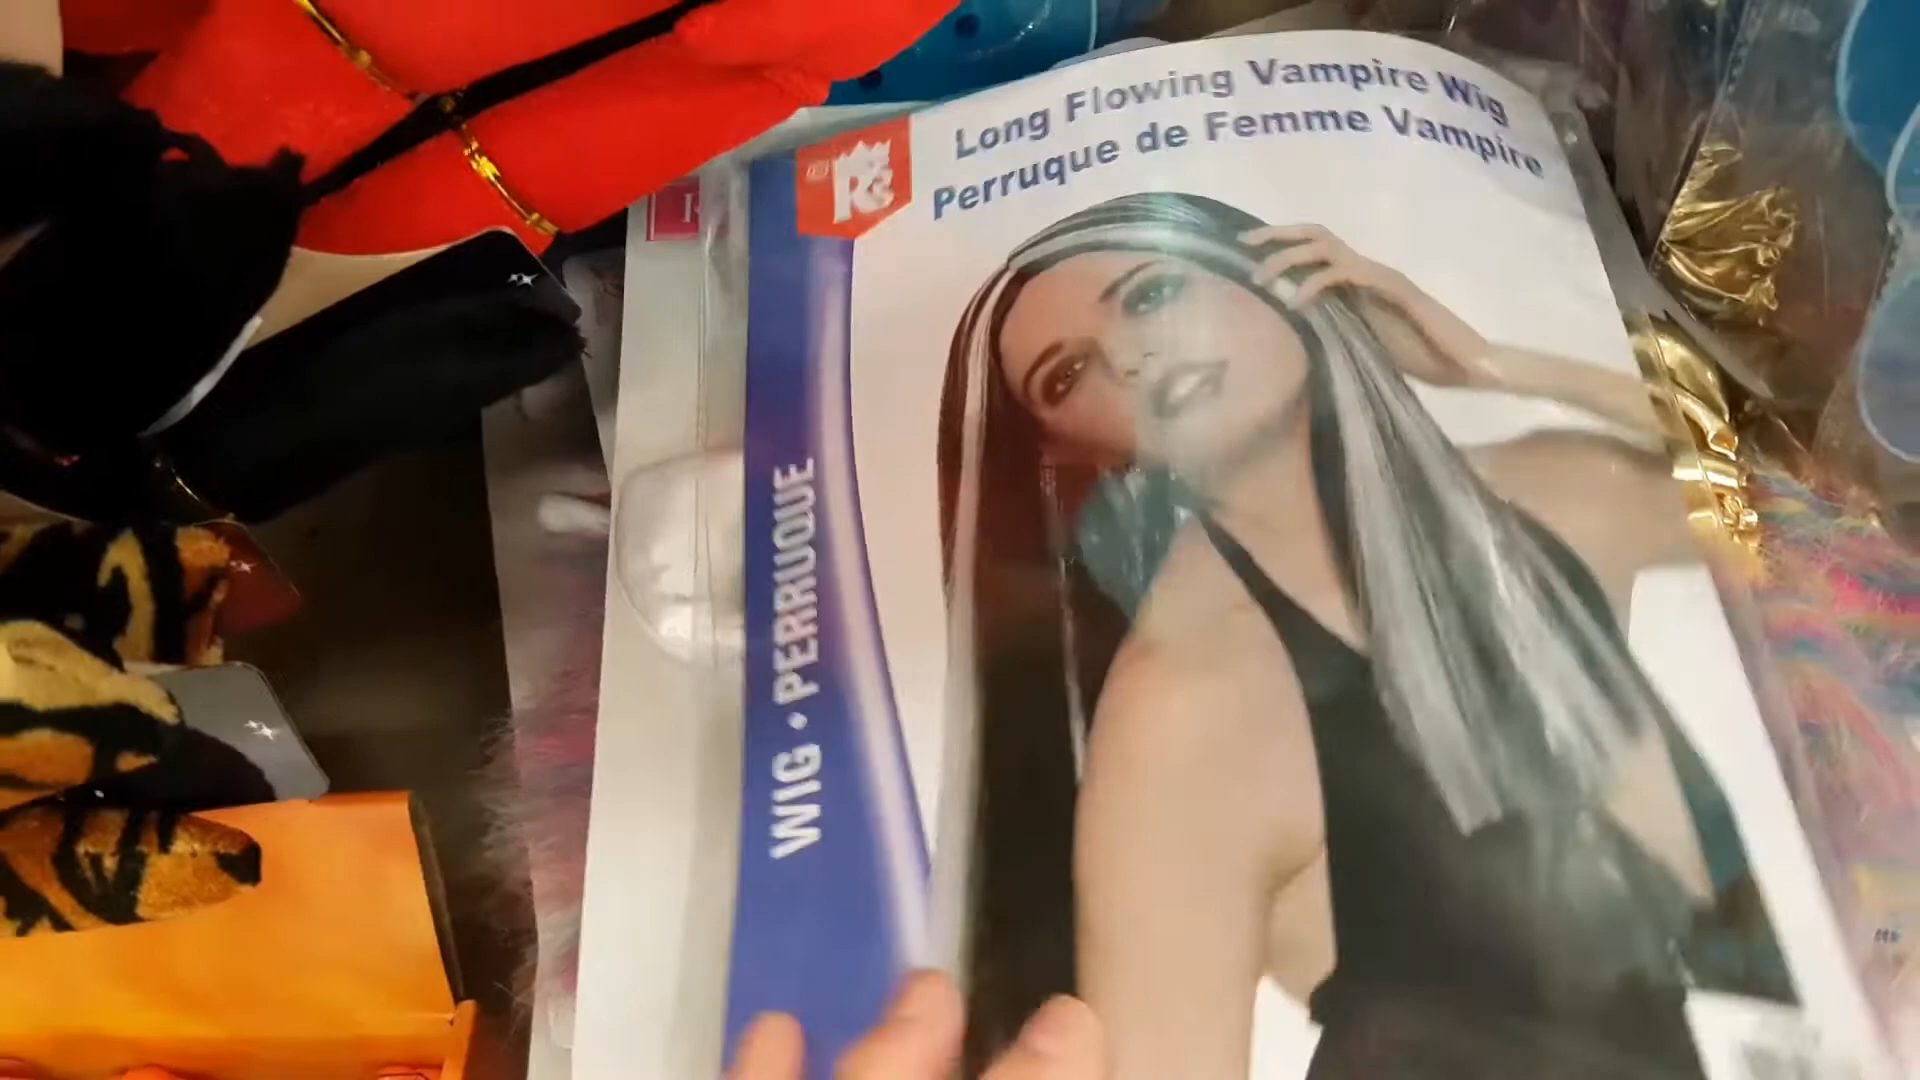 Long Flowing Vampire Wig
Perruque de Femme Vampire
WIG • PERRUQUE